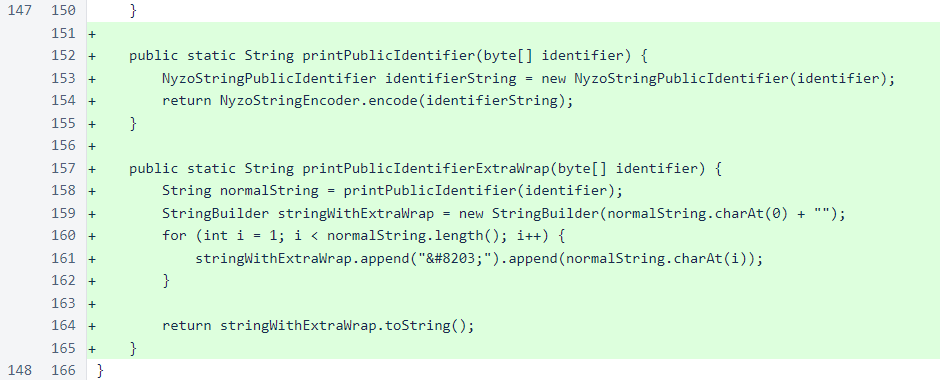 147 150     }
151 +
152 +     public static String printPublicIdentifier(byte[] identifier) {
153 +         NyzoStringPublicIdentifier identifierString = new NyzoStringPublicIdentifier(identifier);
154 +         return NyzoStringEncoder.encode(identifierString);
155 +     }
156 +
157 +     public static String printPublicIdentifierExtraWrap(byte[] identifier) {
158 +         String normalString = printPublicIdentifier(identifier);
159 +         StringBuilder stringWithExtraWrap = new StringBuilder(normalString.charAt(0) + "");
160 +         for (int i = 1; i < normalString.length(); i++) {
161 +             stringWithExtraWrap.append("&#8203;").append(normalString.charAt(i));
162 +         }
163 +
164 +         return stringWithExtraWrap.toString();
165 +     }
148 166 }